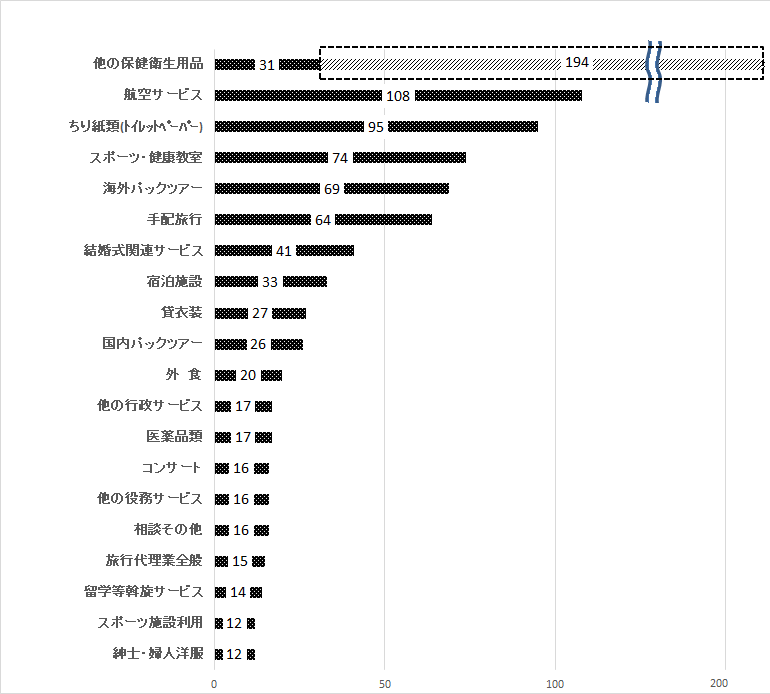 他の保健衛生用品 31 194
航空サービス 108
ちり紙類(ﾄｲﾚｯﾄﾍﾟｰﾊﾟｰ) 95
スポーツ・健康教室 74
海外パックツアー 69
手配旅行 64
結婚式関連サービス 41
宿泊施設 33
貸衣装 27
国内パックツアー 26
外　食 20
他の行政サービス 17
医薬品類 17
コンサート 16
他の役務サービス 16
相談その他 16
旅行代理業全般 15
留学等斡旋サービス 14
スポーツ施設利用 12
紳士・婦人洋服 12
0 50 100 200